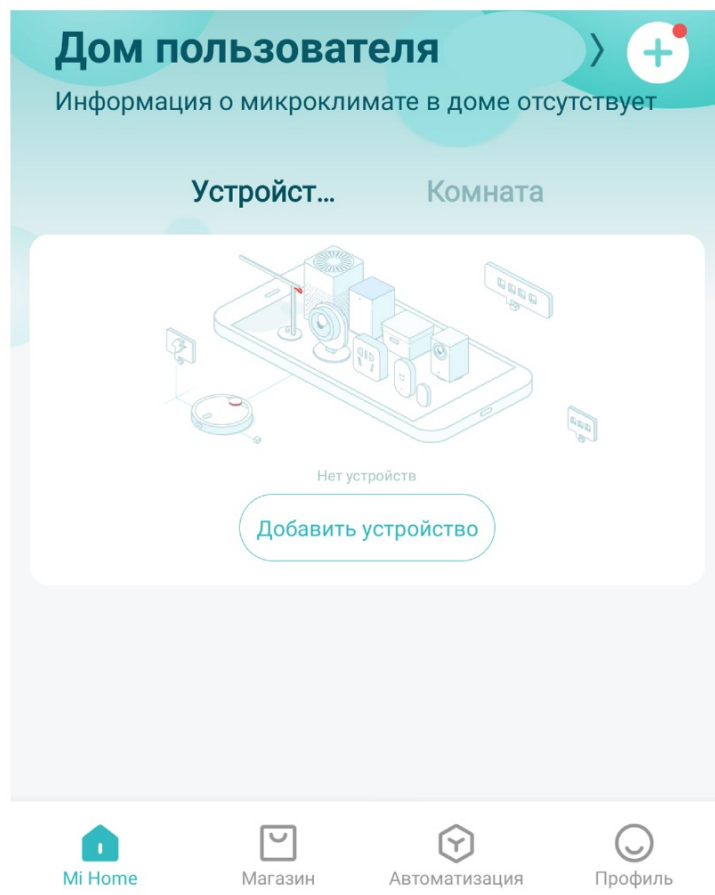 Дом пользователя
Информация о микроклимате в доме отсутствует
Устройст... Комната
Нет устройств
Добавить устройство
Mi Home Магазин Автоматизация Профиль